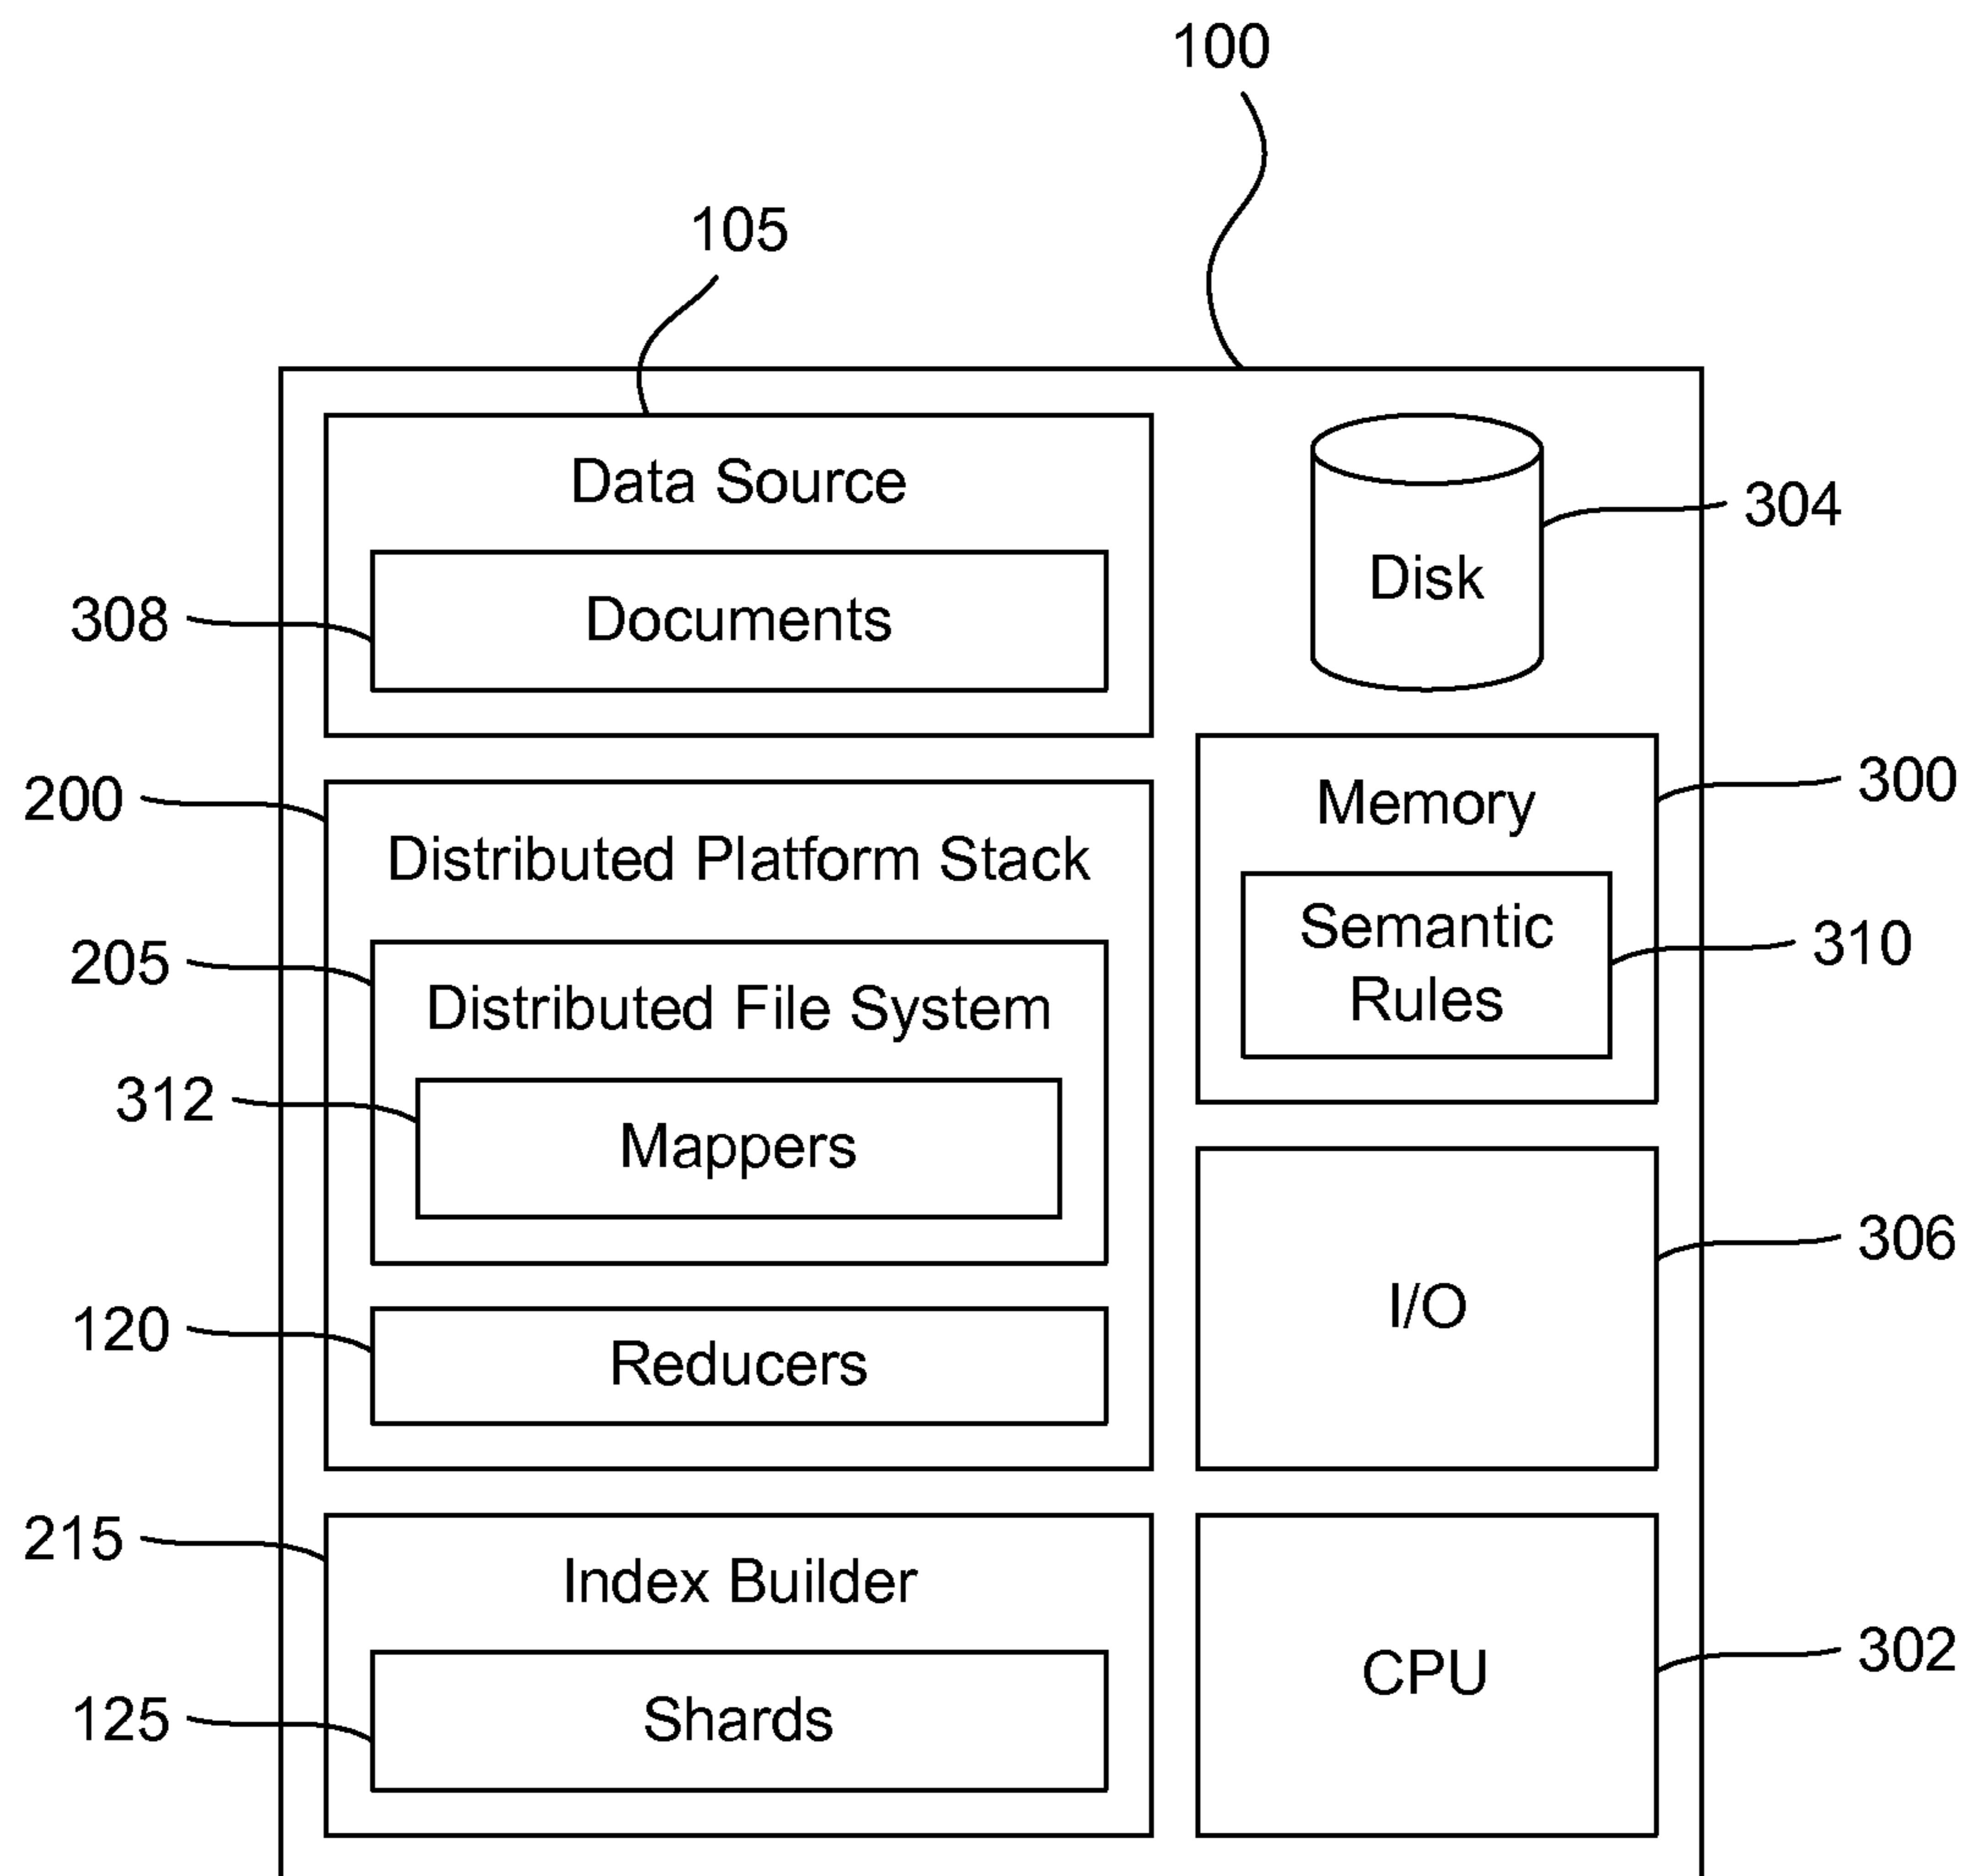 100
105
Data Source
304
Disk
308
Documents
200
Memory
300
Distributed Platform Stack
Semantic
310
Rules
205
Distributed File System
312
Mappers
306
I/O
120
Reducers
215
Index Builder
302
CPU
125
Shards